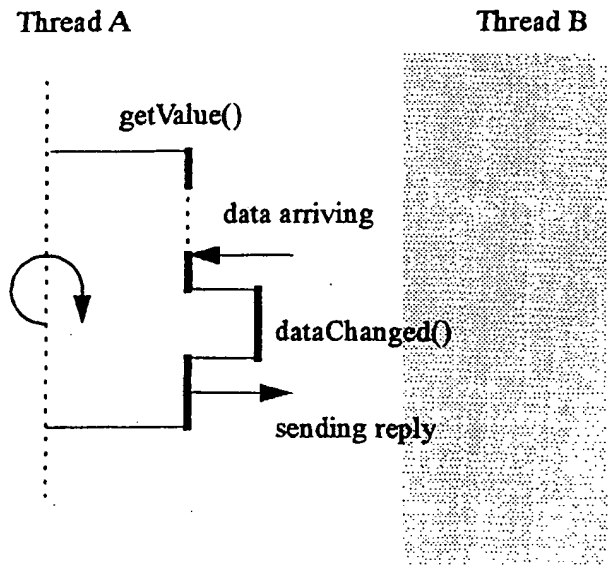 Thread A
Thread B
getValue()
data arriving
dataChanged()
sending reply